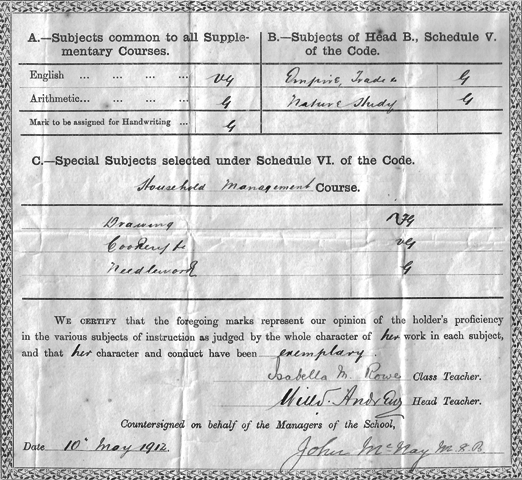 A.—Subjects common to all Supple-
mentary Courses.
B.—Subjects of Head B., Schedule V.
of the Code.
English ... ... ... ... VG
Empire, Trade &c G
Arithmetic... ... ... ... G
Nature Study G
Mark to be assigned for Handwriting ... G
C.—Special Subjects selected under Schedule VI. of the Code.
Household Management Course.
Drawing FG
Cookery &c VG
Needlework G
WE CERTIFY that the foregoing marks represent our opinion of the holder's proficiency
in the various subjects of instruction as judged by the whole character of her work in each subject,
and that her character and conduct have been exemplary.
Isabella M. Rowe Class Teacher.
Head Teacher.
Countersigned on behalf of the Managers of the School,
Date 10th May 1912. John